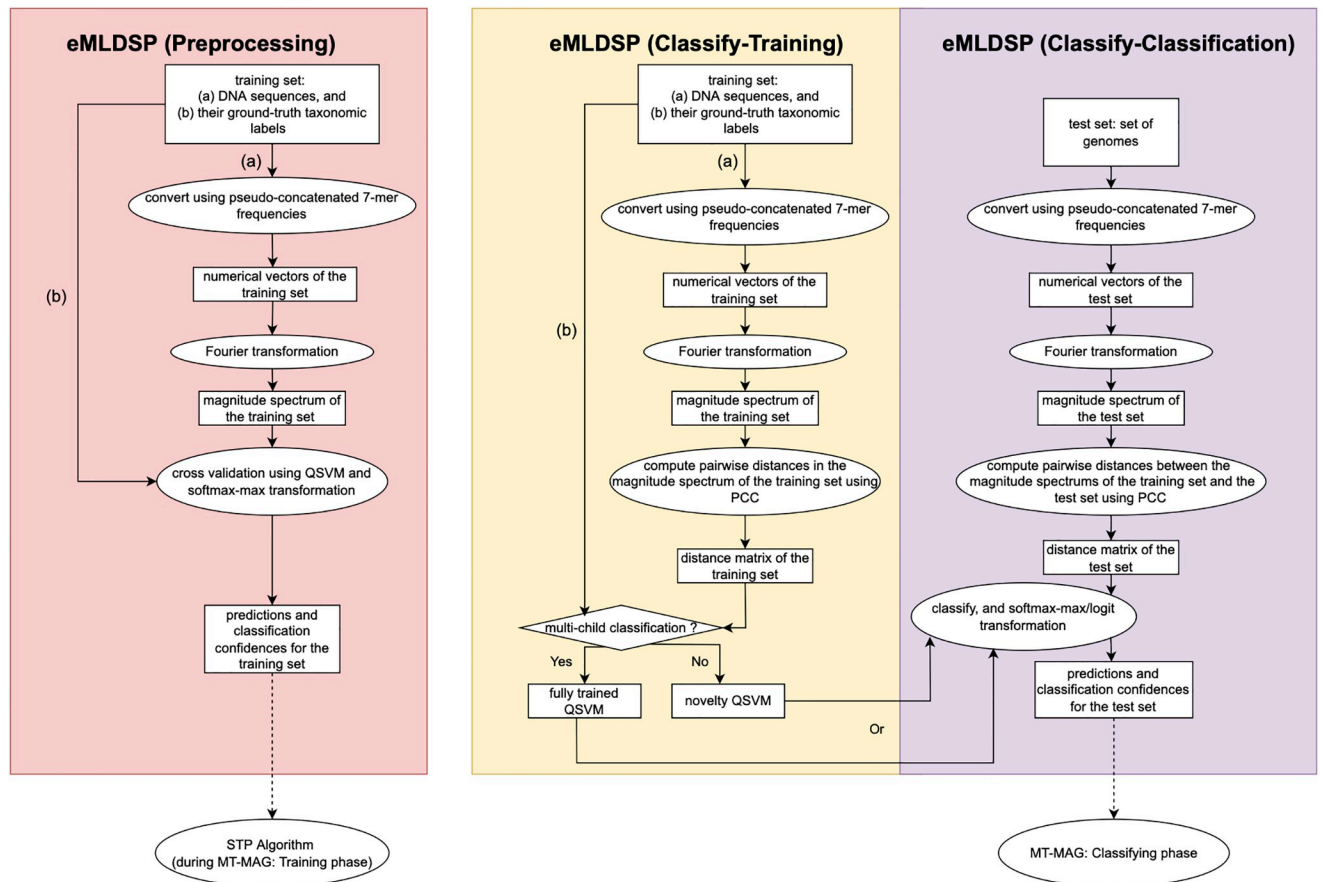 eMLDSP (Preprocessing)
training set:
(a) DNA sequences, and
(b) their ground-truth taxonomic
labels
(a)
convert using pseudo-concatenated 7-mer
frequencies
numerical vectors of the
training set
(b)
Fourier transformation
magnitude spectrum of
the training set
cross validation using QSVM and
softmax-max transformation
predictions and
classification
confidences for the
training set
STP Algorithm
(during MT-MAG: Training phase)
eMLDSP (Classify-Training)
training set:
(a) DNA sequences, and
(b) their ground-truth taxonomic
labels
(a)
convert using pseudo-concatenated 7-mer
frequencies
numerical vectors of the
training set
(b)
Fourier transformation
magnitude spectrum of
the training set
compute pairwise distances in the
magnitude spectrum of the training set using
PCC
distance matrix of the
training set
multi-child classification ?
Yes
No
fully trained
QSVM
novelty QSVM
Or
eMLDSP (Classify-Classification)
test set: set of
genomes
convert using pseudo-concatenated 7-mer
frequencies
numerical vectors of the
test set
Fourier transformation
magnitude spectrum of
the test set
compute pairwise distances between the
magnitude spectrums of the training set and the
test set using PCC
distance matrix of the
test set
classify, and softmax-max/logit
transformation
predictions and
classification confidences
for the test set
MT-MAG: Classifying phase